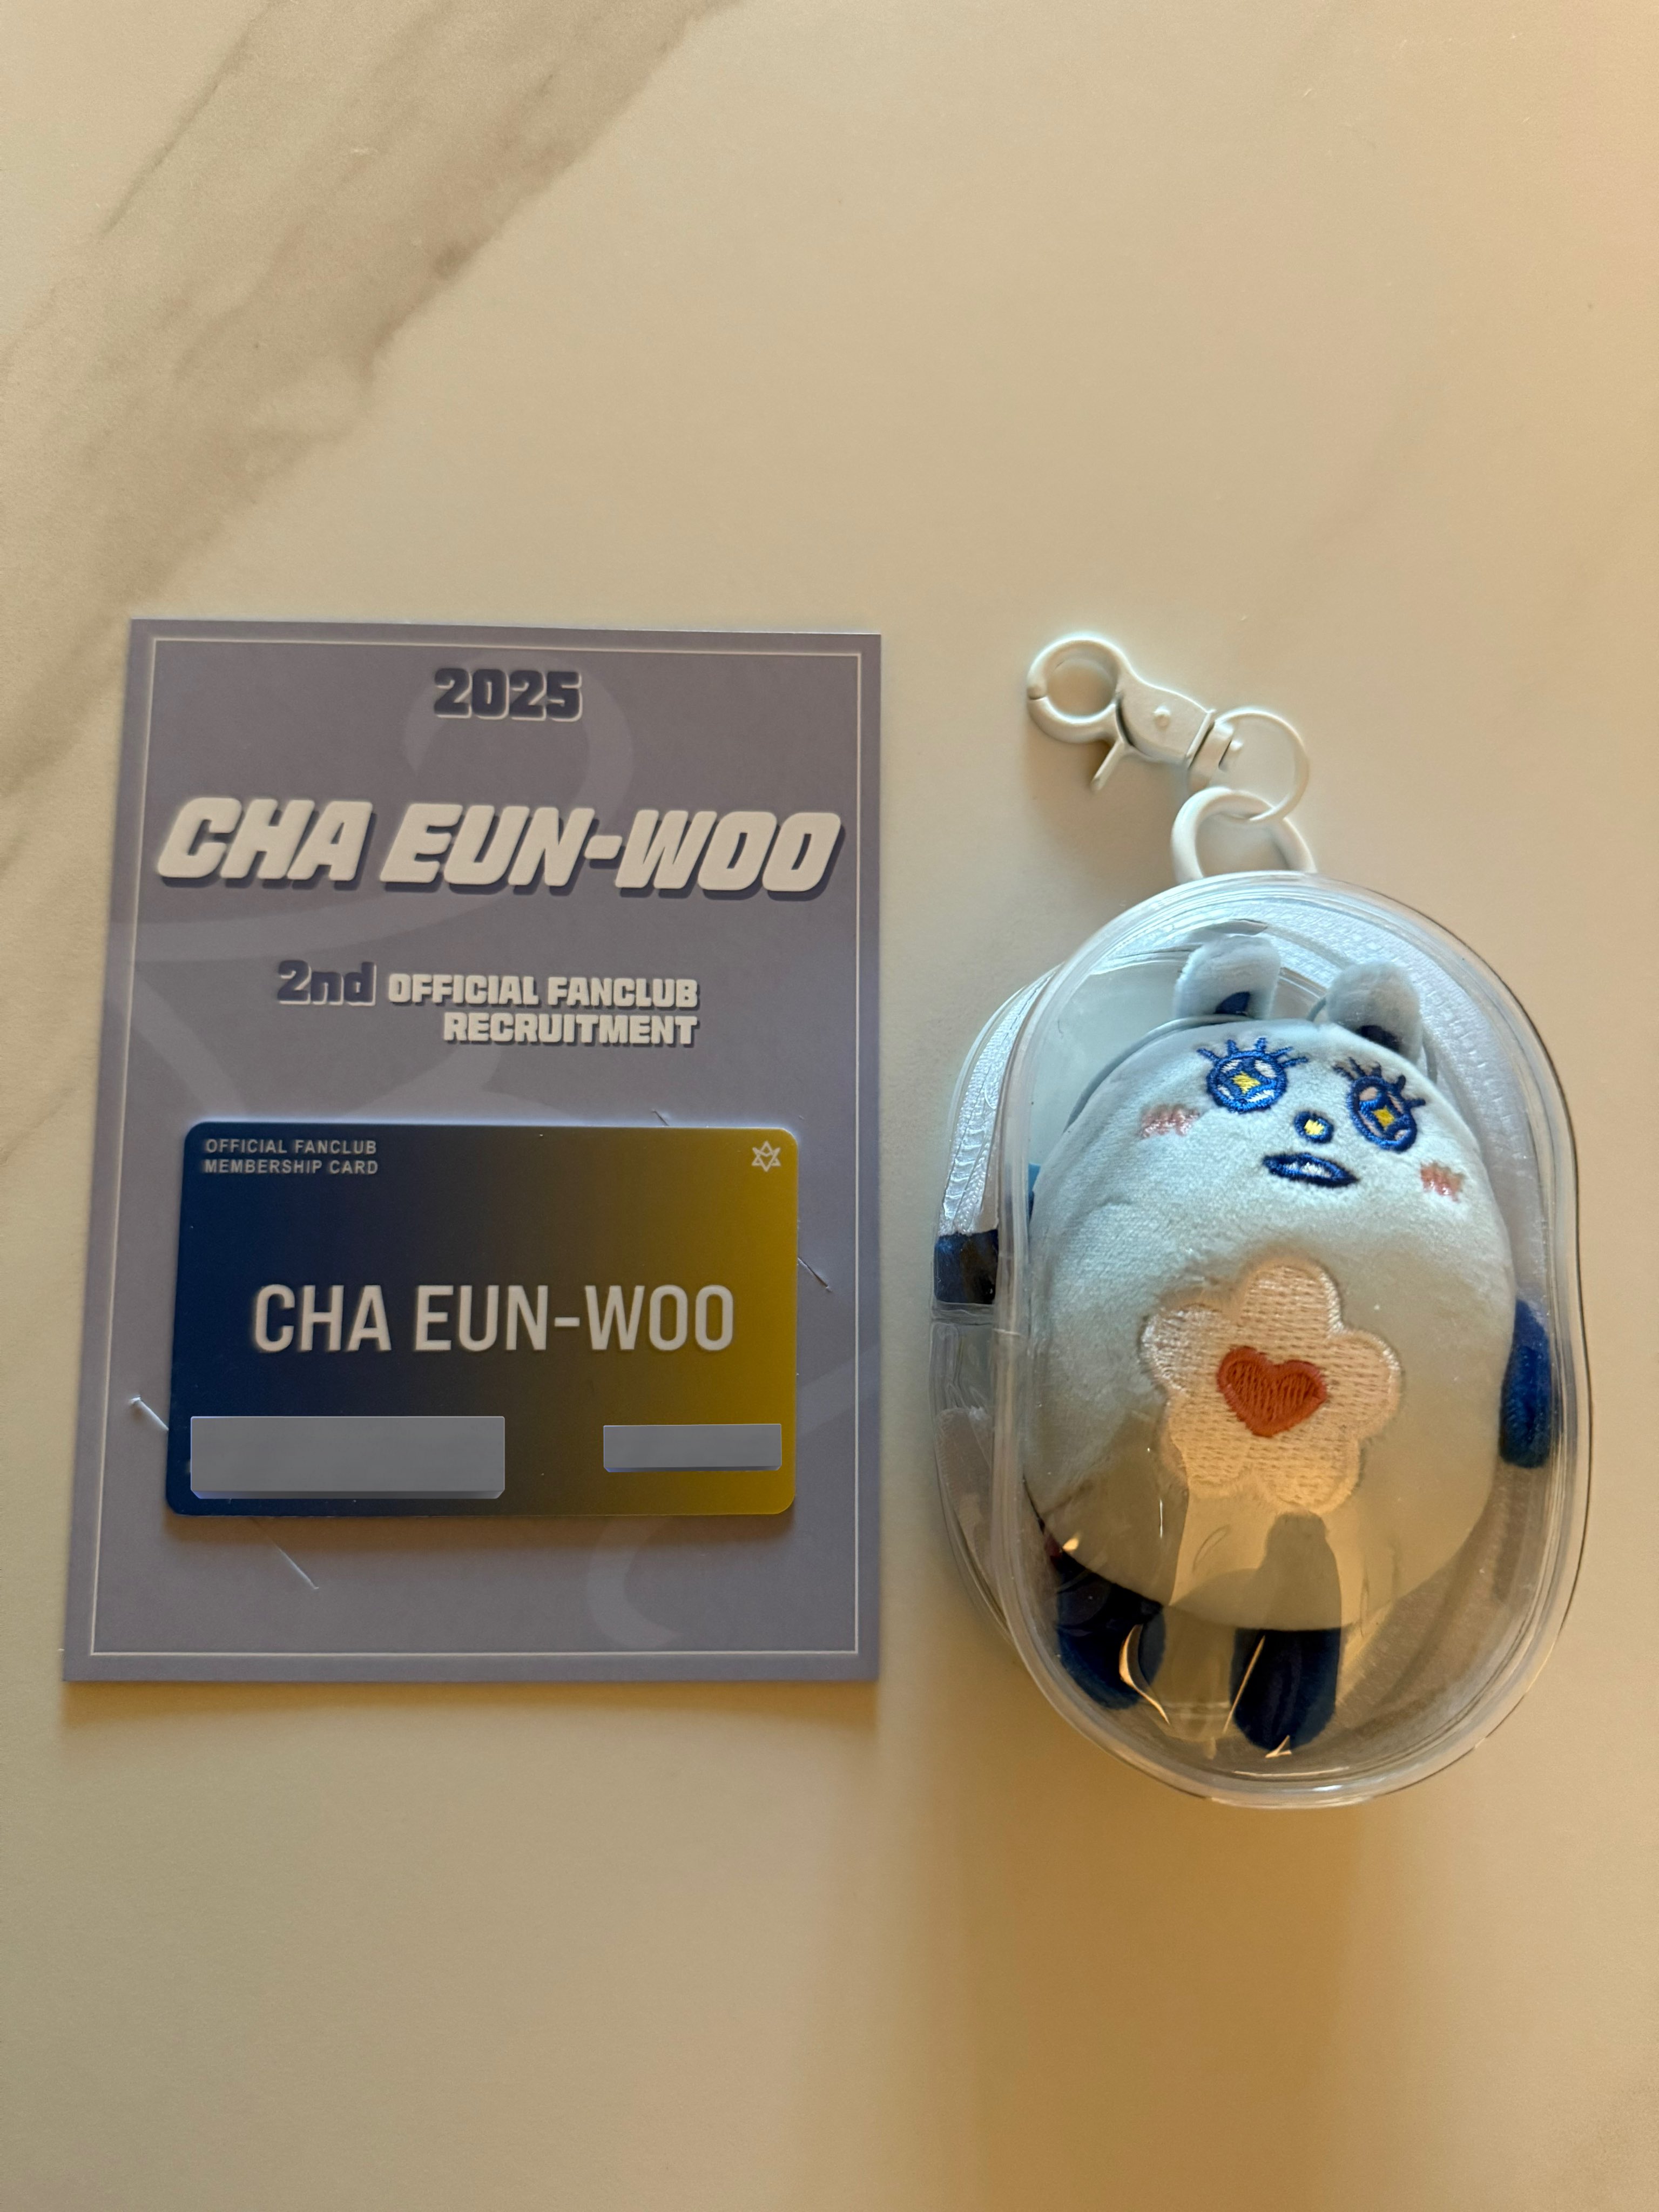 2025
CHA EUN-WOO
2nd OFFICIAL FANCLUB
RECRUITMENT
OFFICIAL FANCLUB
MEMBERSHIP CARD
CHA EUN-WOO